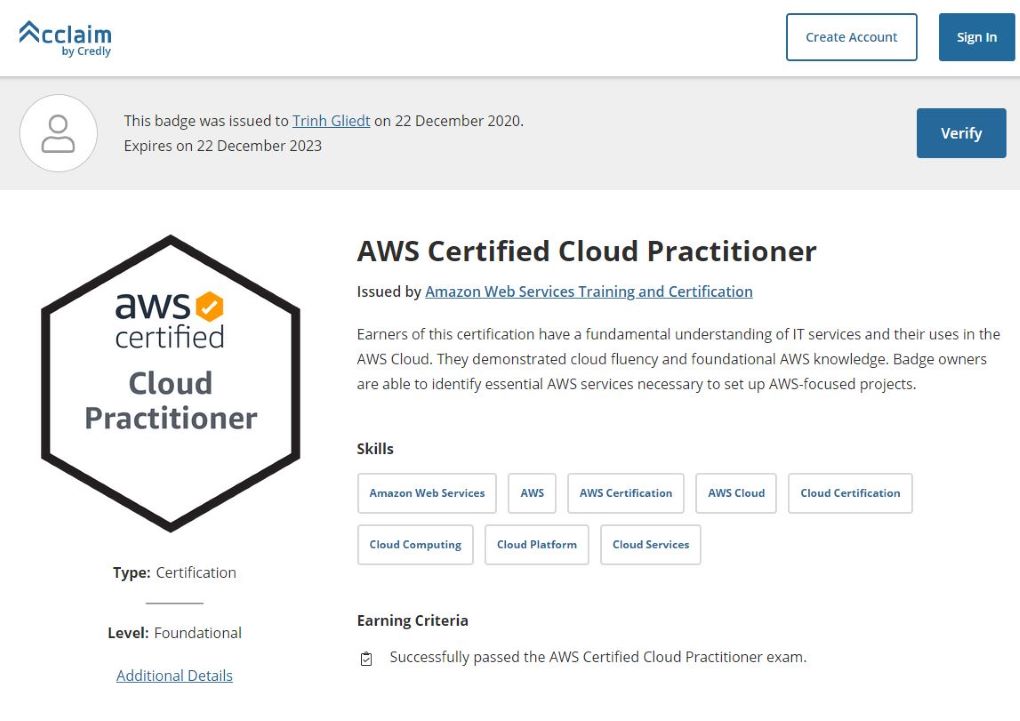 Acclaim
by Credly
Create Account
Sign In
This badge was issued to Trinh Gliedt on 22 December 2020.
Expires on 22 December 2023
Verify
aws
certified
Cloud
Practitioner
Type: Certification
Level: Foundational
Additional Details
AWS Certified Cloud Practitioner
Issued by Amazon Web Services Training and Certification
Earners of this certification have a fundamental understanding of IT services and their uses in the
AWS Cloud. They demonstrated cloud fluency and foundational AWS knowledge. Badge owners
are able to identify essential AWS services necessary to set up AWS-focused projects.
Skills
Amazon Web Services AWS AWS Certification AWS Cloud Cloud Certification
Cloud Computing Cloud Platform Cloud Services
Earning Criteria
Successfully passed the AWS Certified Cloud Practitioner exam.